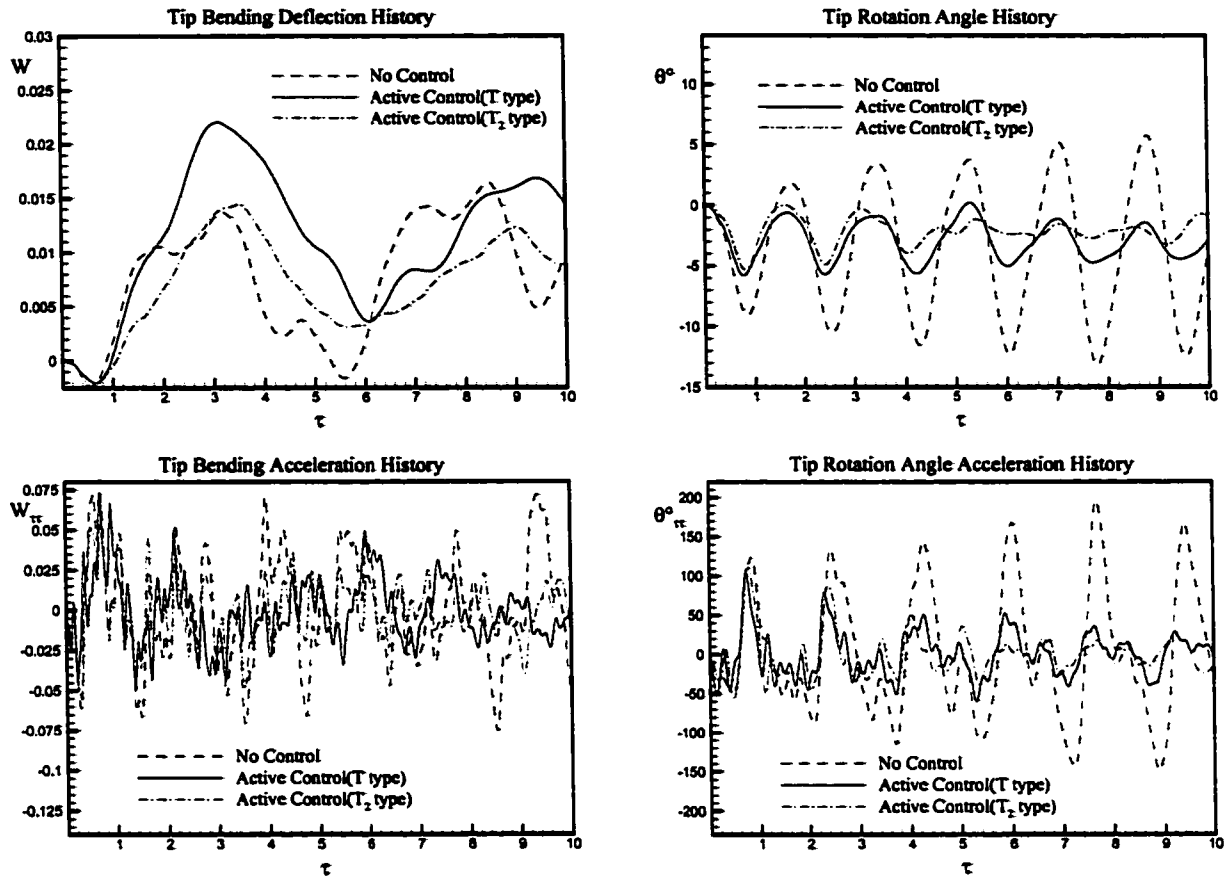 Tip Bending Deflection History
W
0.03
0.025
0.02
0.015
0.01
0.005
0
No Control
Active Control(T type)
Active Control(T₂ type)
1 2 3 4 5 6 7 8 9 10
τ
Tip Rotation Angle History
θ°
10
5
0
-5
-10
-15
No Control
Active Control(T type)
Active Control(T₂ type)
1 2 3 4 5 6 7 8 9 10
τ
Tip Bending Acceleration History
Wττ
0.075
0.05
0.025
0
-0.025
-0.05
-0.075
-0.1
-0.125
No Control
Active Control(T type)
Active Control(T₂ type)
1 2 3 4 5 6 7 8 9 10
τ
Tip Rotation Angle Acceleration History
θ°ττ
200
150
100
50
0
-50
-100
-150
-200
No Control
Active Control(T type)
Active Control(T₂ type)
1 2 3 4 5 6 7 8 9 10
τ